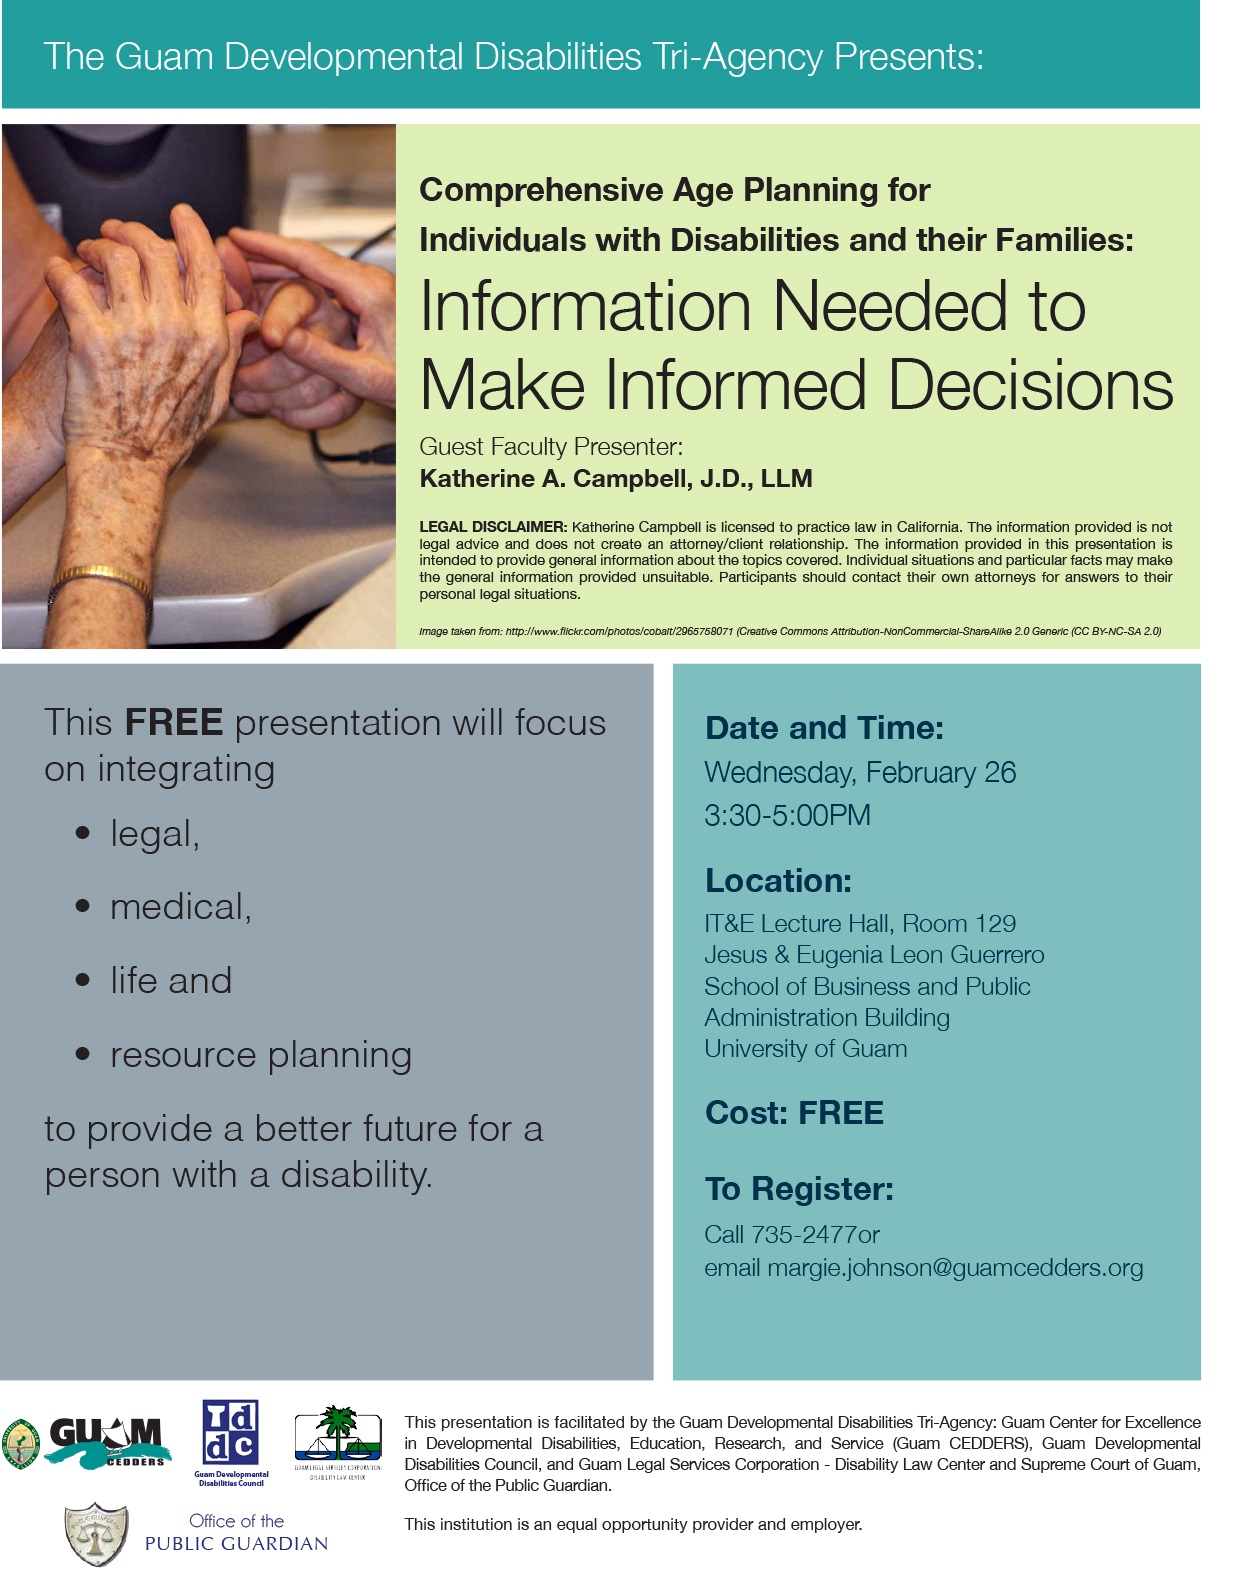 The Guam Developmental Disabilities Tri-Agency Presents:
Comprehensive Age Planning for
Individuals with Disabilities and their Families:
Information Needed to
Make Informed Decisions
Guest Faculty Presenter:
Katherine A. Campbell, J.D., LLM
LEGAL DISCLAIMER: Katherine Campbell is licensed to practice law in California. The information provided is not
legal advice and does not create an attorney/client relationship. The information provided in this presentation is
intended to provide general information about the topics covered. Individual situations and particular facts may make
the general information provided unsuitable. Participants should contact their own attorneys for answers to their
personal legal situations.
Image taken from: http://www.flickr.com/photos/cobalt/2965758071 (Creative Commons Attribution-NonCommercial-ShareAlike 2.0 Generic (CC BY-NC-SA 2.0)
This FREE presentation will focus
on integrating
• legal,
• medical,
• life and
• resource planning
to provide a better future for a
person with a disability.
Date and Time:
Wednesday, February 26
3:30-5:00PM
Location:
IT&E Lecture Hall, Room 129
Jesus & Eugenia Leon Guerrero
School of Business and Public
Administration Building
University of Guam
Cost: FREE
To Register:
Call 735-2477or
email margie.johnson@guamcedders.org
GUAM
CEDDERS
dd
dc
Guam Developmental
Disabilities Council
GUAM LEGAL SERVICES CORPORATION
DISABILITY LAW CENTER
PUBLIC GUARDIAN
Office of the
PUBLIC GUARDIAN
This presentation is facilitated by the Guam Developmental Disabilities Tri-Agency: Guam Center for Excellence
in Developmental Disabilities, Education, Research, and Service (Guam CEDDERS), Guam Developmental
Disabilities Council, and Guam Legal Services Corporation - Disability Law Center and Supreme Court of Guam,
Office of the Public Guardian.
This institution is an equal opportunity provider and employer.